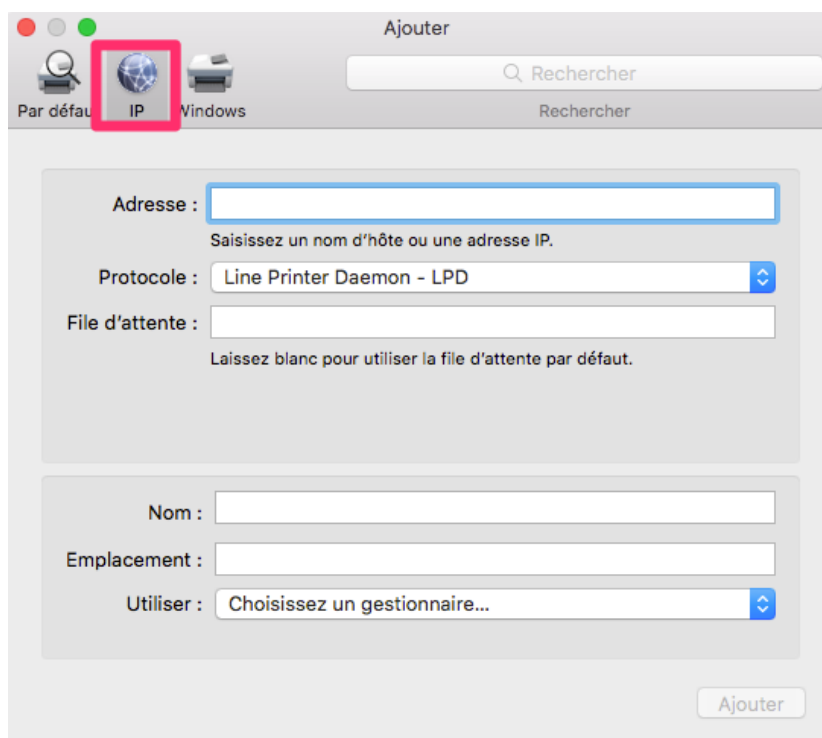 Ajouter
Rechercher
Par défau IP Windows Rechercher
Adresse :
Saisissez un nom d'hôte ou une adresse IP.
Protocole : Line Printer Daemon - LPD
File d'attente :
Laissez blanc pour utiliser la file d'attente par défaut.
Nom :
Emplacement :
Utiliser : Choisissez un gestionnaire...
Ajouter